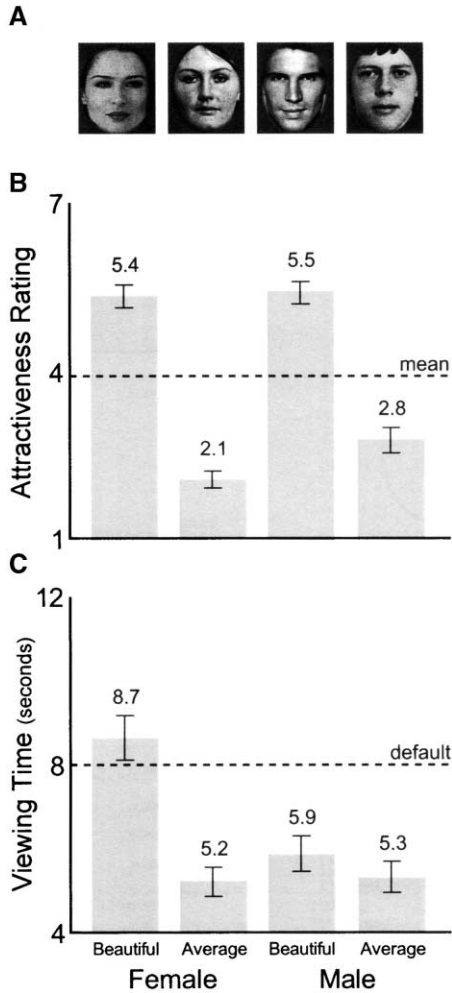 A
B
7
Attractiveness Rating
5.4
5.5
mean
4
2.8
2.1
1
C
12
Viewing Time (seconds)
8.7
default
8
5.9
5.2
5.3
4
Beautiful Average Beautiful Average
Female Male